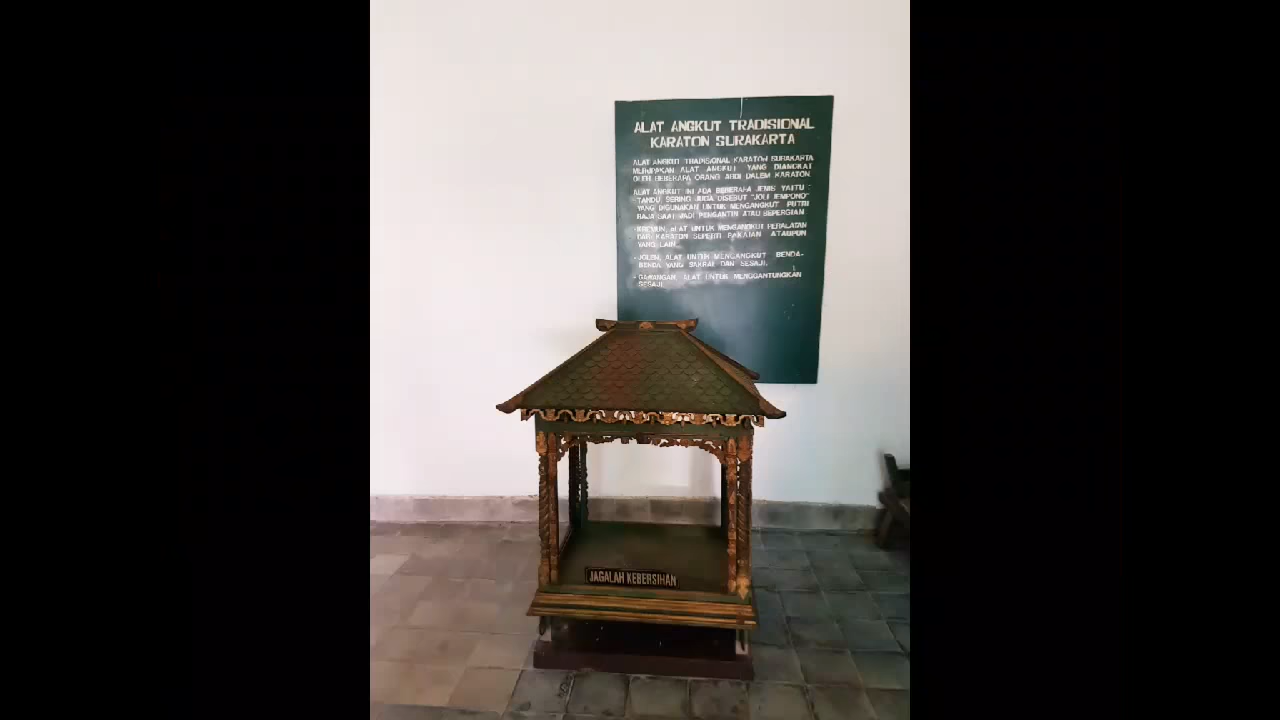 ALAT ANGKUT TRADISIONAL
KARATON SURAKARTA
ALAT ANGKUT TRADISIONAL KARATON SURAKARTA
MERUPAKAN ALAT ANGKUT YANG DIANGKAT
OLEH BEBERAPA ORANG ABDI DALEM KARATON.
ALAT ANGKUT INI ADA BEBERAPA JENIS YAITU :
- TANDU, SERING JUGA DISEBUT "JOLI JEMPONO"
YANG DIGUNAKAN UNTUK MENGANGKUT PUTRI
RAJA SAAT JADI PENGANTIN ATAU BEPERGIAN
UNTUK MENGANGKUT PERALATAN
DARI KARATON SEPERTI PAKAIAN ATAUPUN
YANG LAIN.
- JOLEN, ALAT UNTUK MENGANGKUT BENDA-
BENDA YANG SAKRAL DAN SESAJI.
- GAWANGAN, ALAT UNTUK MENGGANTUNGKAN
SESAJI.
JAGALAH KEBERSIHAN